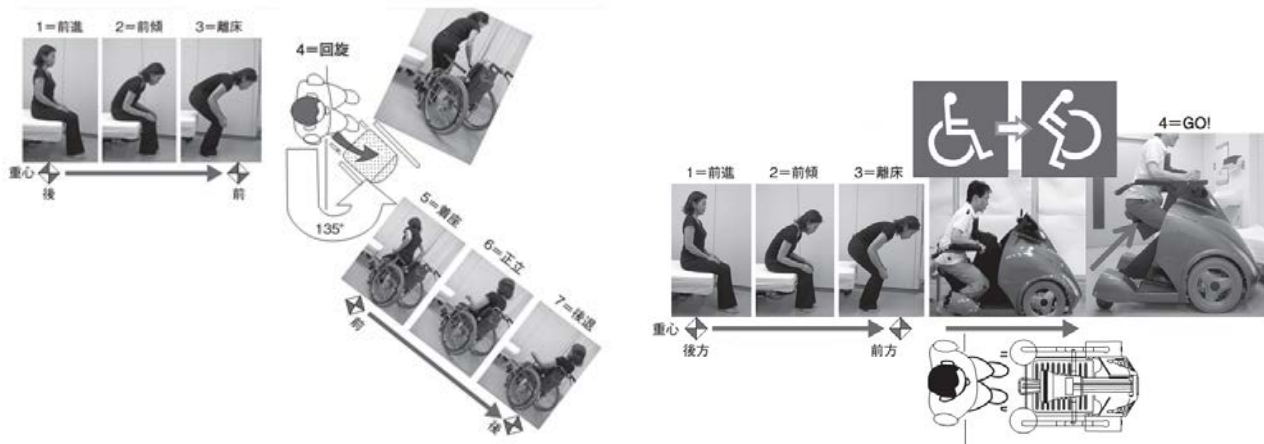 1＝前進
2＝前傾
3＝離床
重心
後
前
4＝回旋
135°
5＝着座
6＝正立
7＝後退
前
後
1＝前進
2＝前傾
3＝離床
4＝GO!
重心
後方
前方